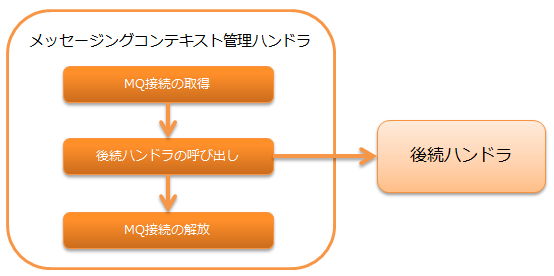 メッセージングコンテキスト管理ハンドラ
MQ接続の取得
後続ハンドラの呼び出し
後続ハンドラ
MQ接続の解放